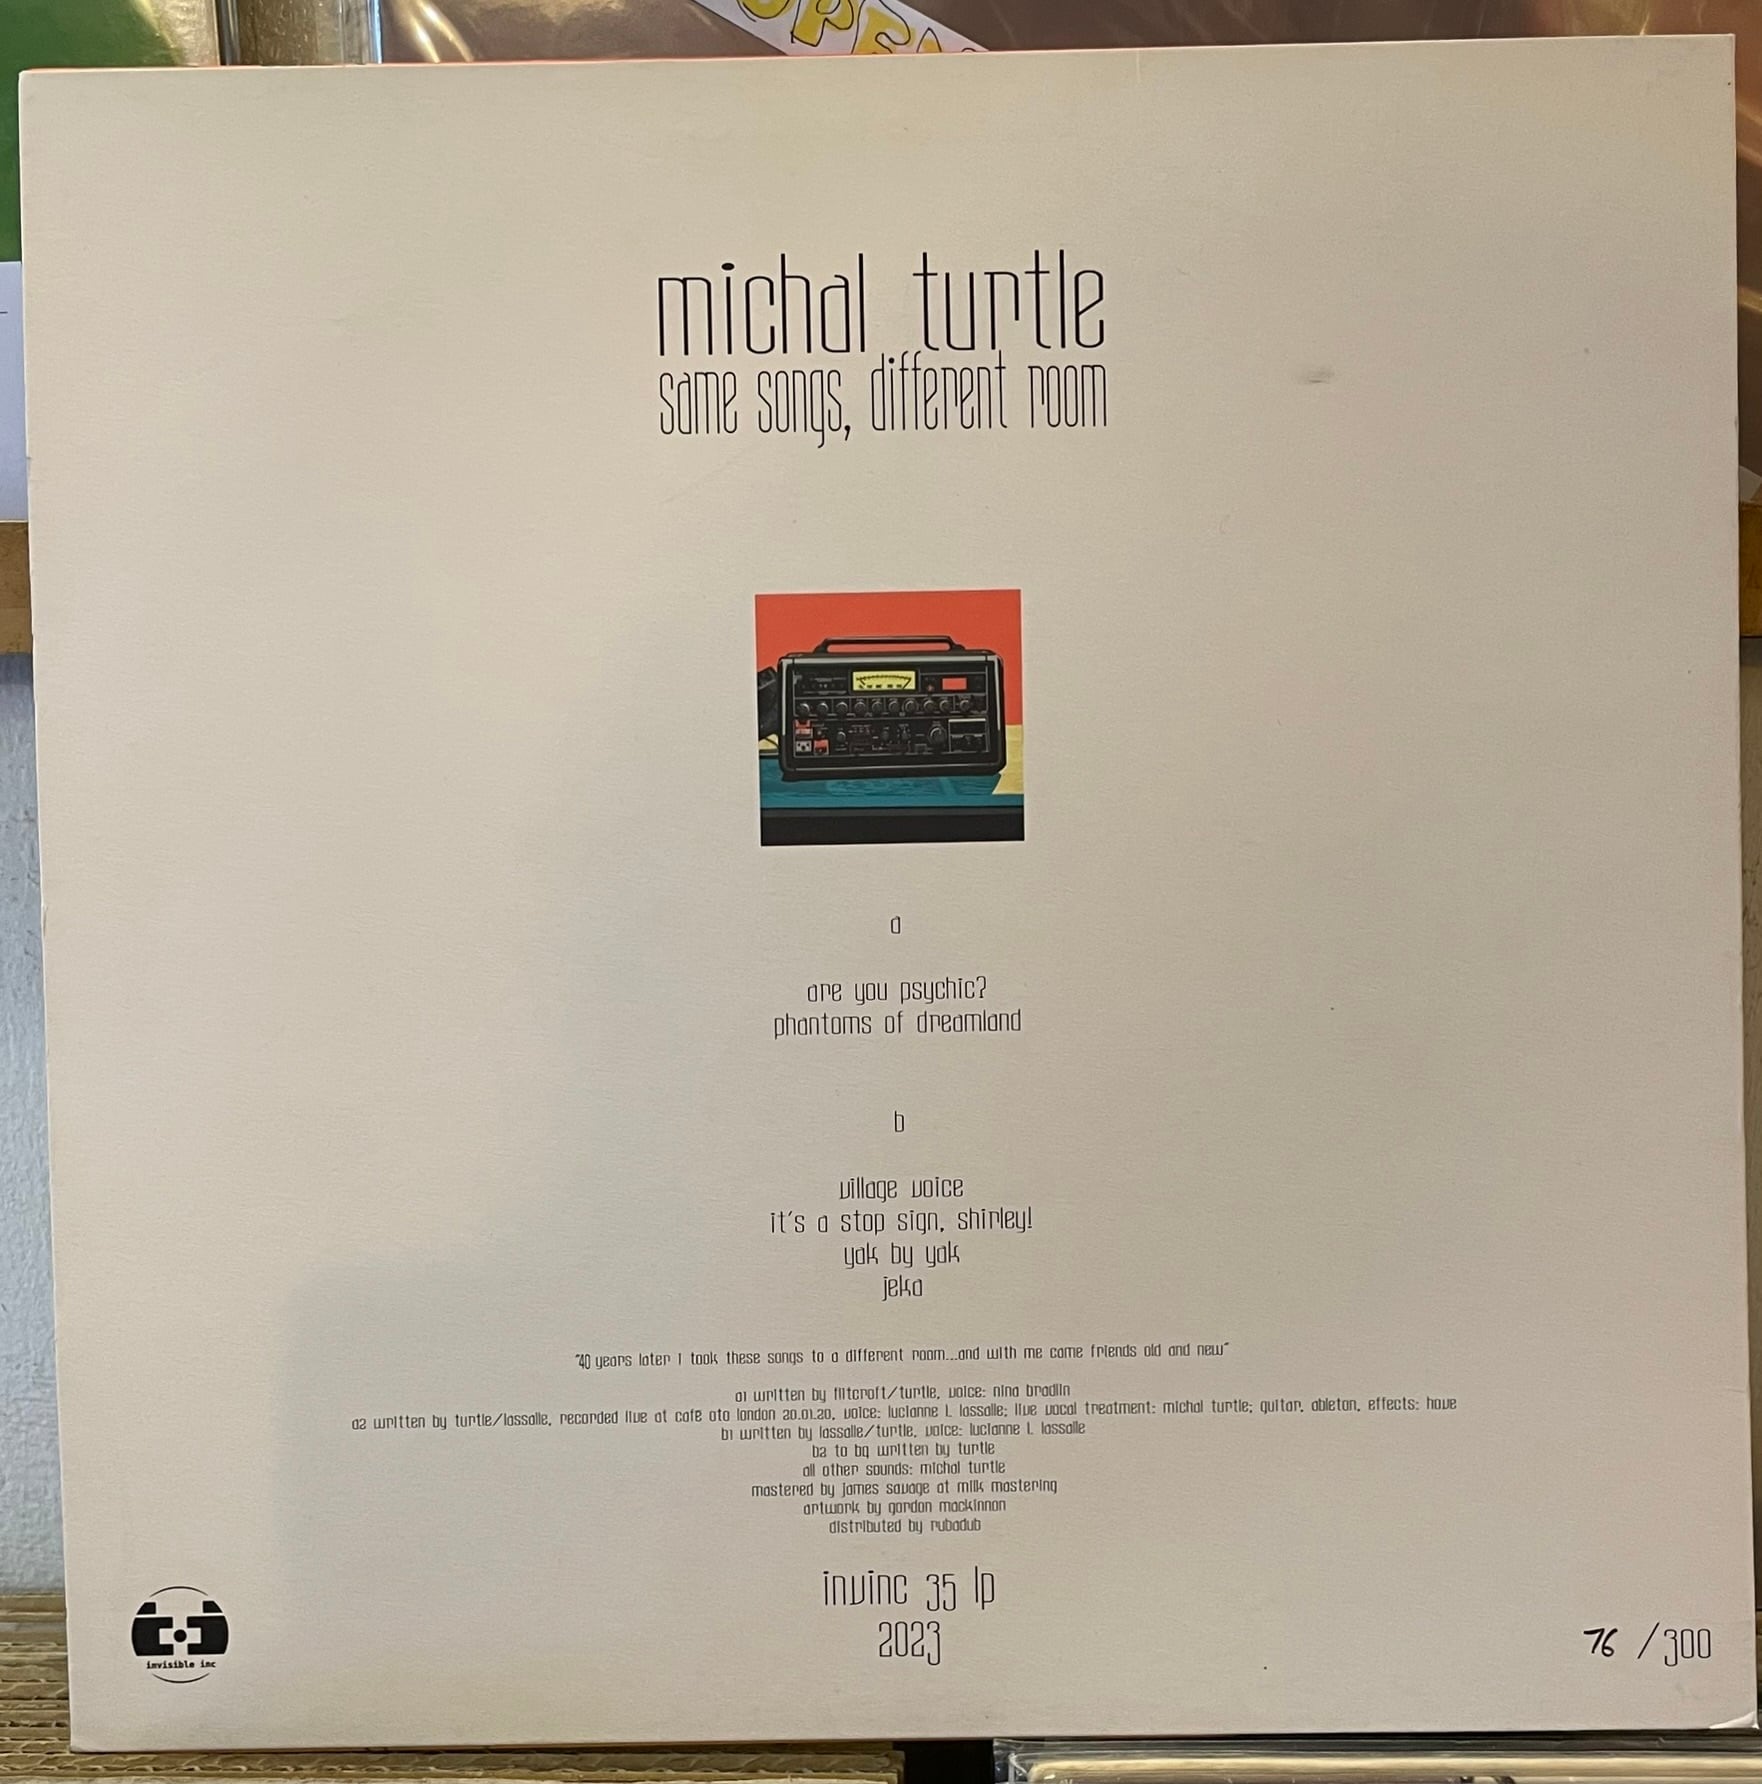 OPEN
michal turtle
same songs, different room
a
are you psychic?
phantoms of dreamland
b
village voice
it's a stop sign, shirley!
yak by yak
jeka
"40 years later I took these songs to a different room...and with me came friends old and new"
a1 written by flitcroft/turtle, voice: nina bradlin
a2 written by turtle/lassalle, recorded live at cafe oto london 20.01.20, voice: lucianne l. lassalle; live vocal treatment: michal turtle; guitar, ableton, effects: hove
b1 written by lassalle/turtle, voice: lucianne l. lassalle
b2 to bq written by turtle
all other sounds: michal turtle
mastered by james savage at milk mastering
artwork by gordon mackinnon
distributed by rubadub
invinc 35 lp
2023
invisible inc
76 /300